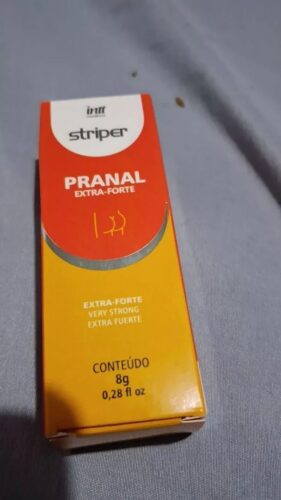 intt
striper
PRANAL
EXTRA-FORTE
EXTRA-FORTE
VERY STRONG
EXTRA FUERTE
CONTEÚDO
8g
0,28 fl oz